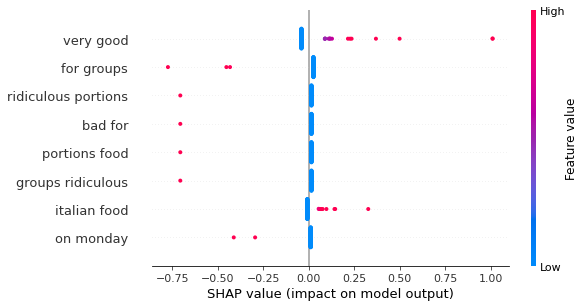 High
very good
for groups
ridiculous portions
bad for
portions food
groups ridiculous
italian food
on monday
Feature value
Low
−0.75 −0.50 −0.25 0.00 0.25 0.50 0.75 1.00
SHAP value (impact on model output)